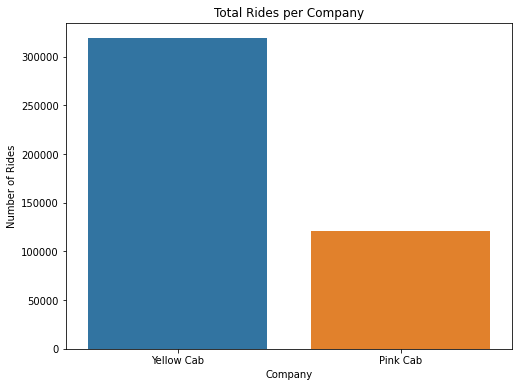 Total Rides per Company
Number of Rides
300000
250000
200000
150000
100000
50000
0
Yellow Cab
Pink Cab
Company